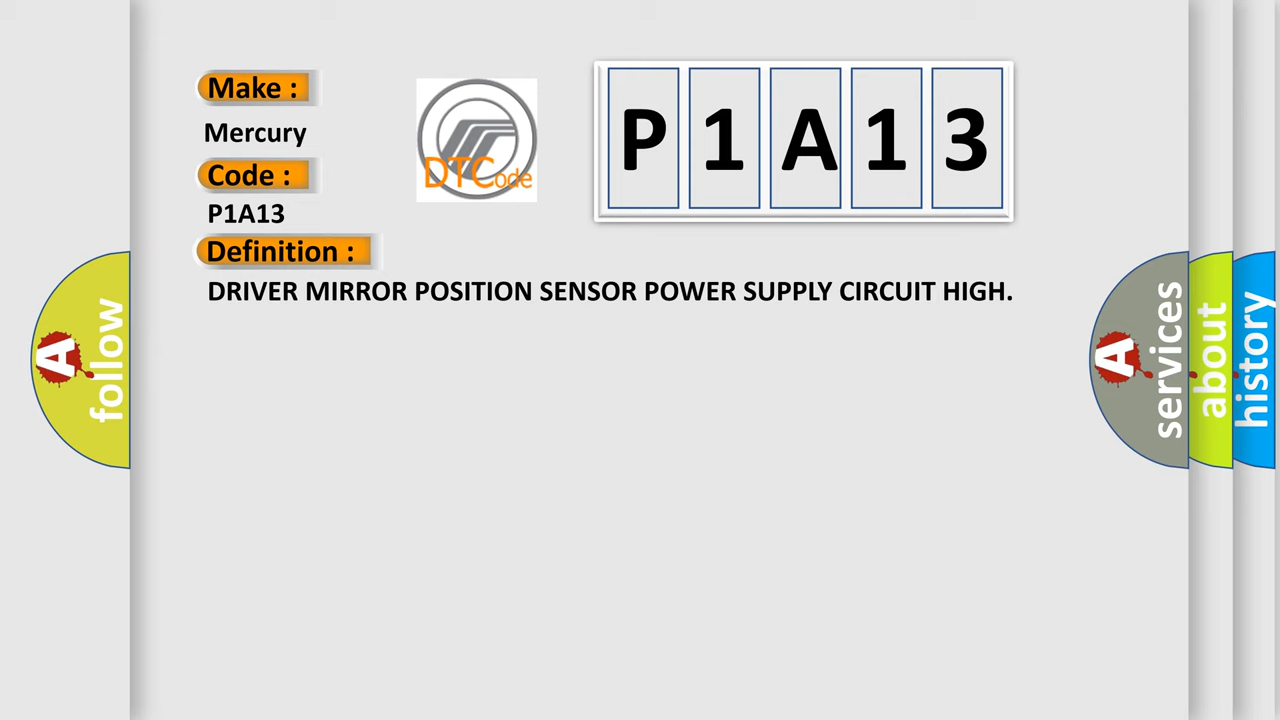 Make :
Mercury
Code :
P1A13
Definition :
DRIVER MIRROR POSITION SENSOR POWER SUPPLY CIRCUIT HIGH.
DTCode
P 1 A 1 3
A follow
A services
about
history